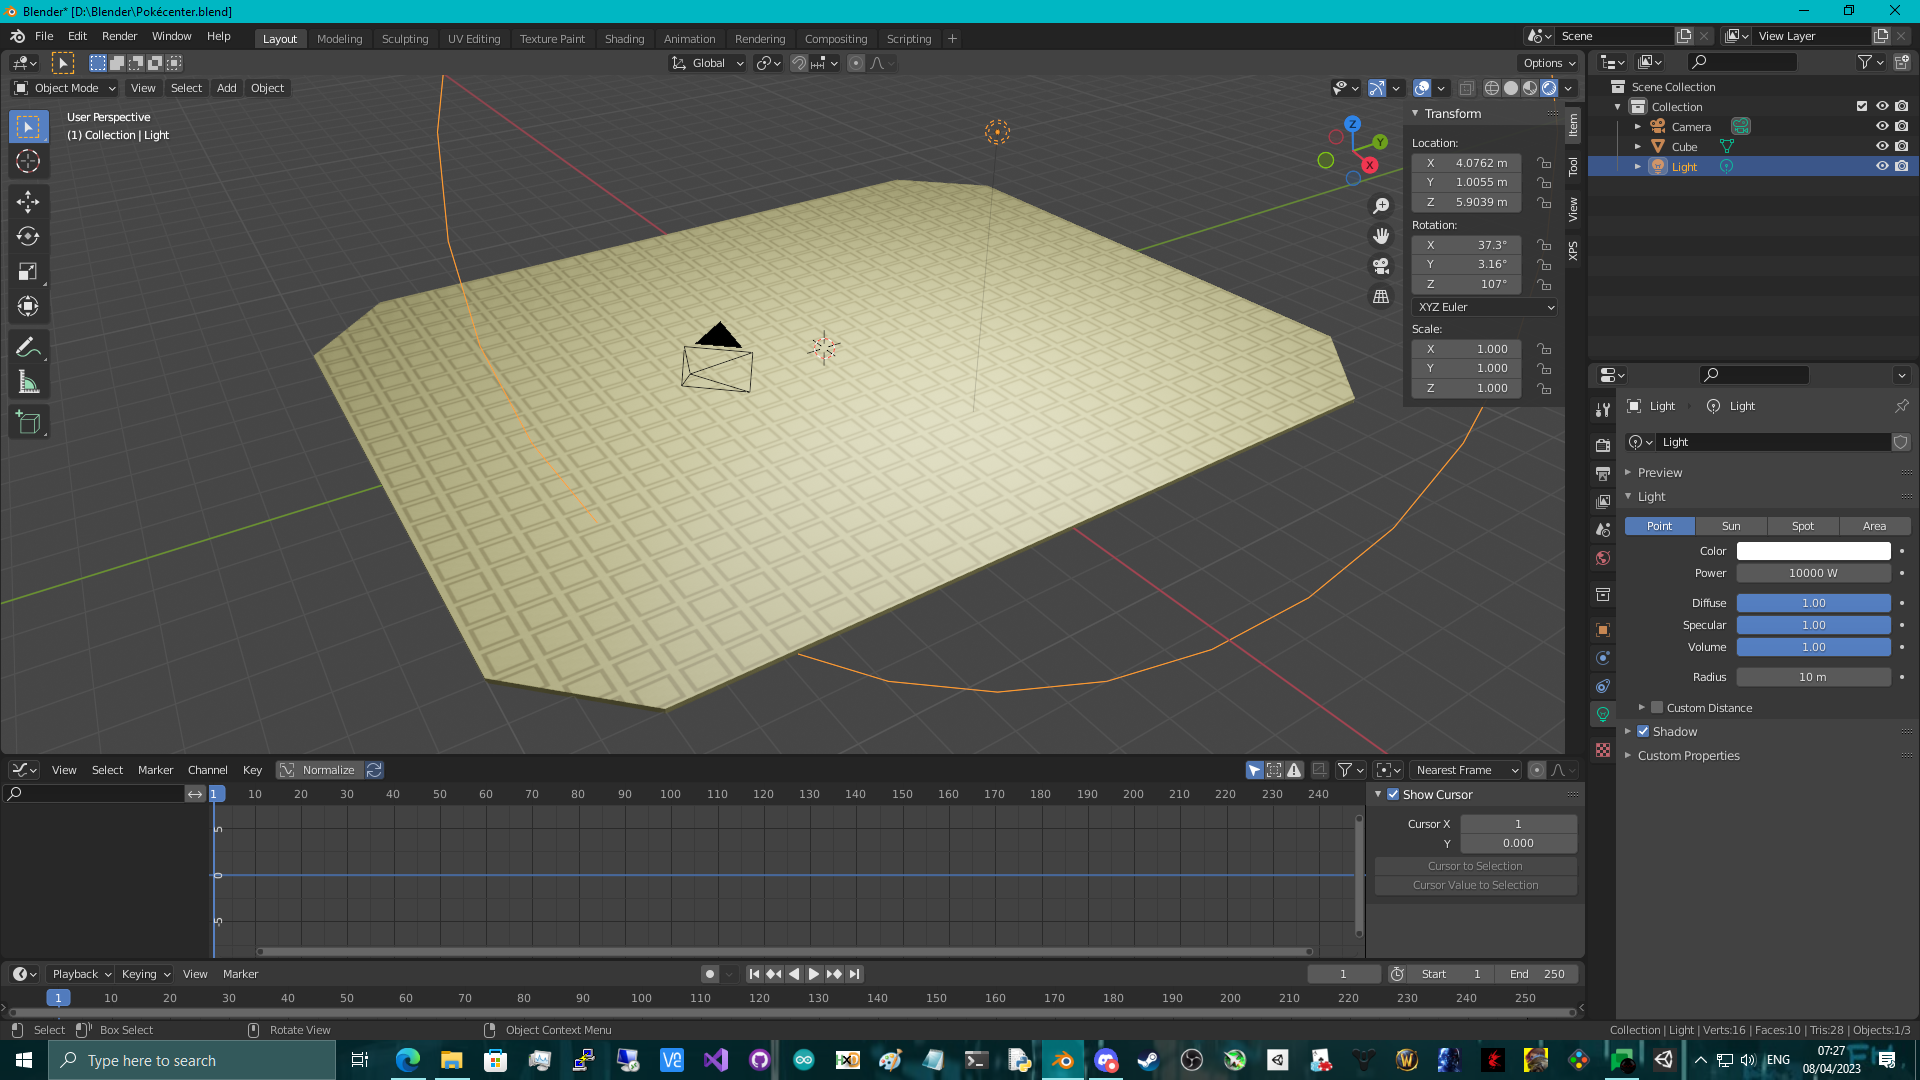 Blender* [D:\Blender\Pokécenter.blend]
File Edit Render Window Help Layout Modeling Sculpting UV Editing Texture Paint Shading Animation Rendering Compositing Scripting + Scene View Layer
Global Options
Object Mode View Select Add Object
User Perspective
(1) Collection | Light
Z
Y
X
Transform
Location:
X 4.0762 m
Y 1.0055 m
Z 5.9039 m
Rotation:
X 37.3°
Y 3.16°
Z 107°
XYZ Euler
Scale:
X 1.000
Y 1.000
Z 1.000
Item
Tool
View
XPS
Scene Collection
Collection
Camera
Cube
Light
Light Light
Light
Preview
Light
Point Sun Spot Area
Color
Power 10000 W
Diffuse 1.00
Specular 1.00
Volume 1.00
Radius 10 m
Custom Distance
Shadow
Custom Properties
View Select Marker Channel Key Normalize Nearest Frame
1 10 20 30 40 50 60 70 80 90 100 110 120 130 140 150 160 170 180 190 200 210 220 230 240
5
0
-5
Show Cursor
Cursor X 1
Y 0.000
Cursor to Selection
Cursor Value to Selection
Playback Keying View Marker 1 Start 1 End 250
1 10 20 30 40 50 60 70 80 90 100 110 120 130 140 150 160 170 180 190 200 210 220 230 240 250
Select Box Select Rotate View Object Context Menu Collection | Light | Verts:16 | Faces:10 | Tris:28 | Objects:1/3
Type here to search
ENG
07:27
08/04/2023